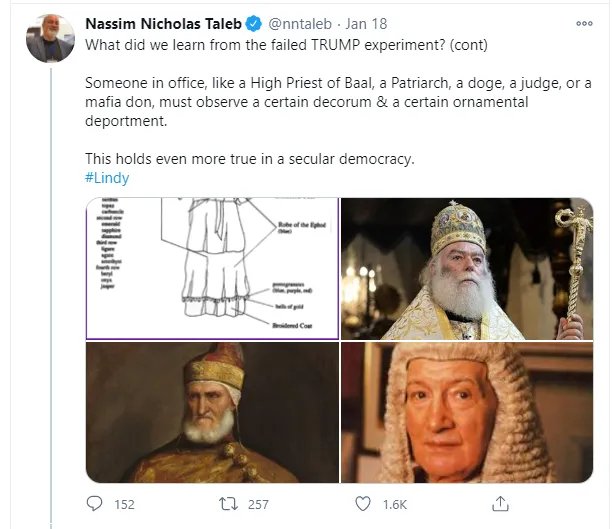 Nassim Nicholas Taleb @nntaleb · Jan 18
What did we learn from the failed TRUMP experiment? (cont)
Someone in office, like a High Priest of Baal, a Patriarch, a doge, a judge, or a
mafia don, must observe a certain decorum & a certain ornamental
deportment.
This holds even more true in a secular democracy.
#Lindy
topaz
carbuncle
second row
emerald
sapphire
diamond
third row
figure
agate
amethyst
fourth row
beryl
onyx
jasper
Robe of the Ephod
(blue)
pomegranates
(blue, purple, red)
bells of gold
Broidered Coat
152
257
1.6K